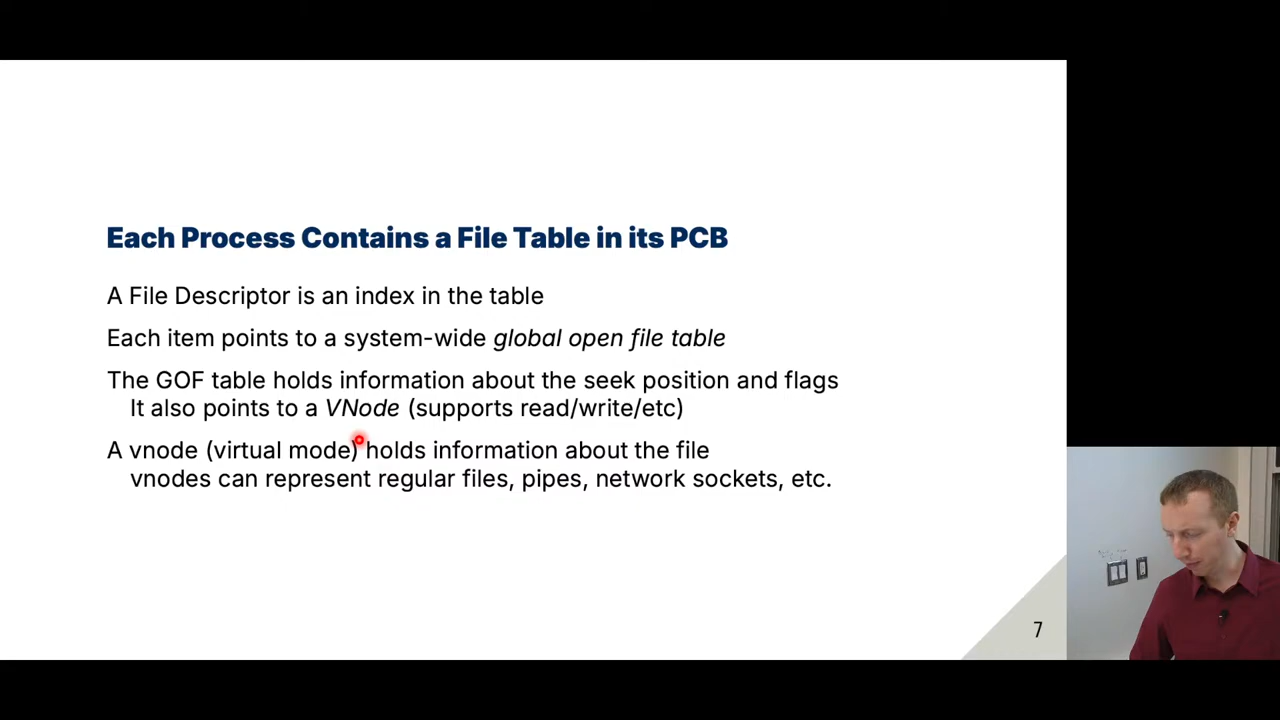 Each Process Contains a File Table in its PCB
A File Descriptor is an index in the table
Each item points to a system-wide global open file table
The GOF table holds information about the seek position and flags
It also points to a VNode (supports read/write/etc)
A vnode (virtual mode) holds information about the file
vnodes can represent regular files, pipes, network sockets, etc.
7